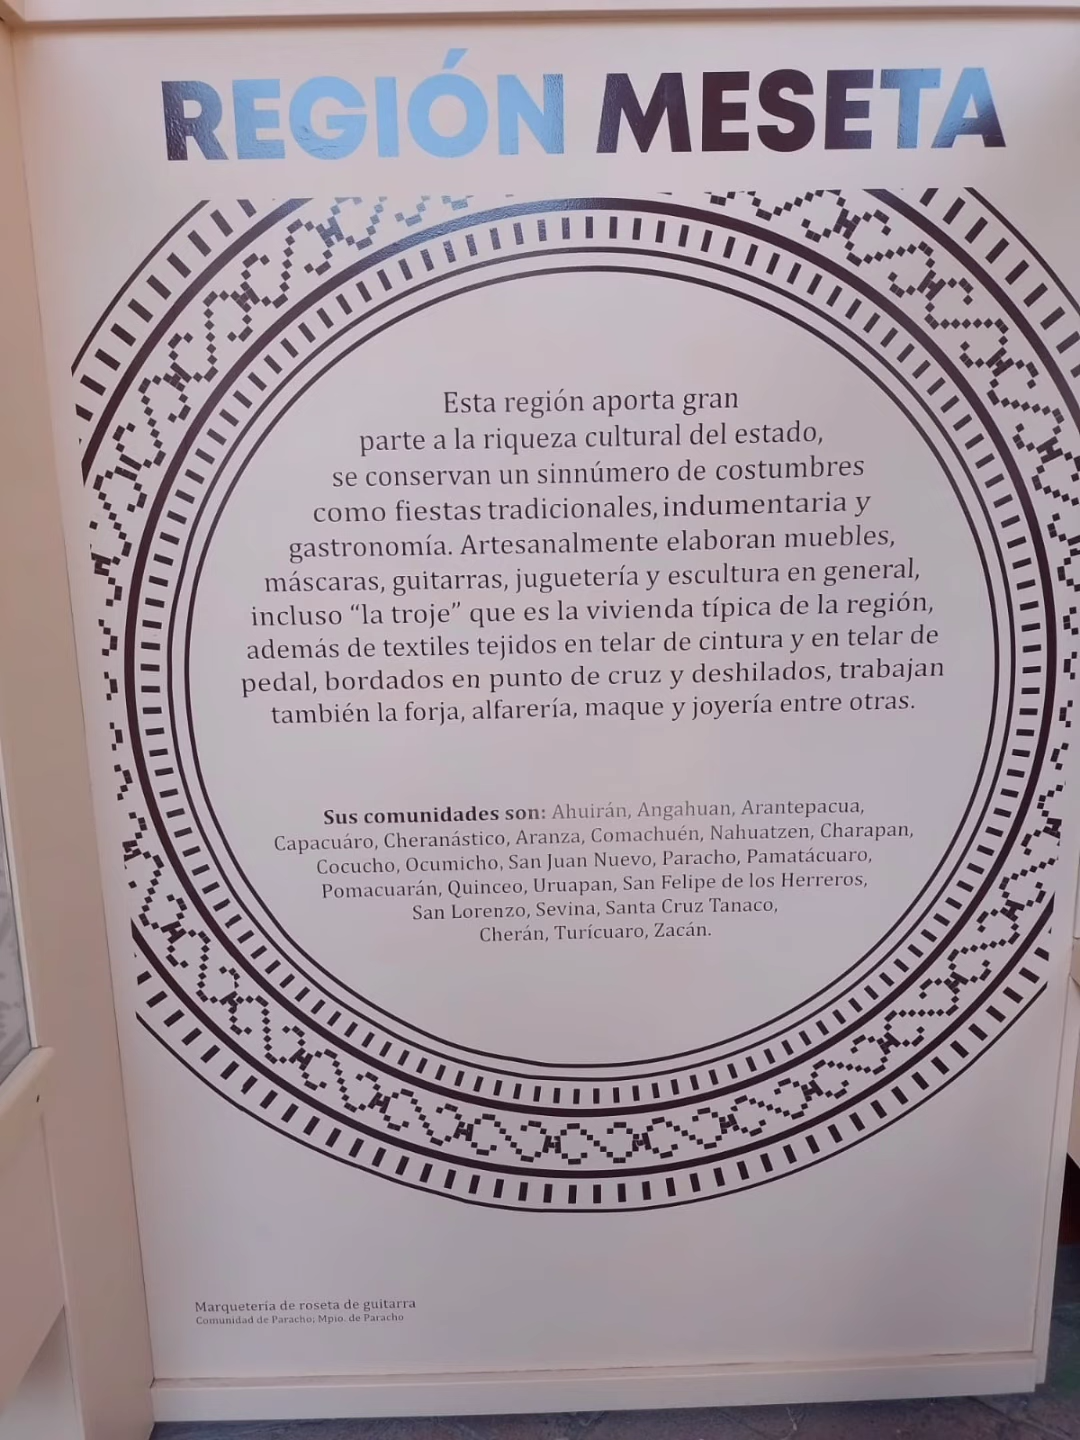 REGIÓN MESETA
Esta región aporta gran
parte a la riqueza cultural del estado,
se conservan un sinnúmero de costumbres
como fiestas tradicionales, indumentaria y
gastronomía. Artesanalmente elaboran muebles,
máscaras, guitarras, juguetería y escultura en general,
incluso “la troje” que es la vivienda típica de la región,
además de textiles tejidos en telar de cintura y en telar de
pedal, bordados en punto de cruz y deshilados, trabajan
también la forja, alfarería, maque y joyería entre otras.
Sus comunidades son: Ahuirán, Angahuan, Arantepacua,
Capacuáro, Cheranástico, Aranza, Comachuén, Nahuatzen, Charapan,
Cocucho, Ocumicho, San Juan Nuevo, Paracho, Pamatácuaro,
Pomacuarán, Quinceo, Uruapan, San Felipe de los Herreros,
San Lorenzo, Sevina, Santa Cruz Tanaco,
Cherán, Turícuaro, Zacán.
Marquetería de roseta de guitarra
Comunidad de Paracho; Mpio. de Paracho